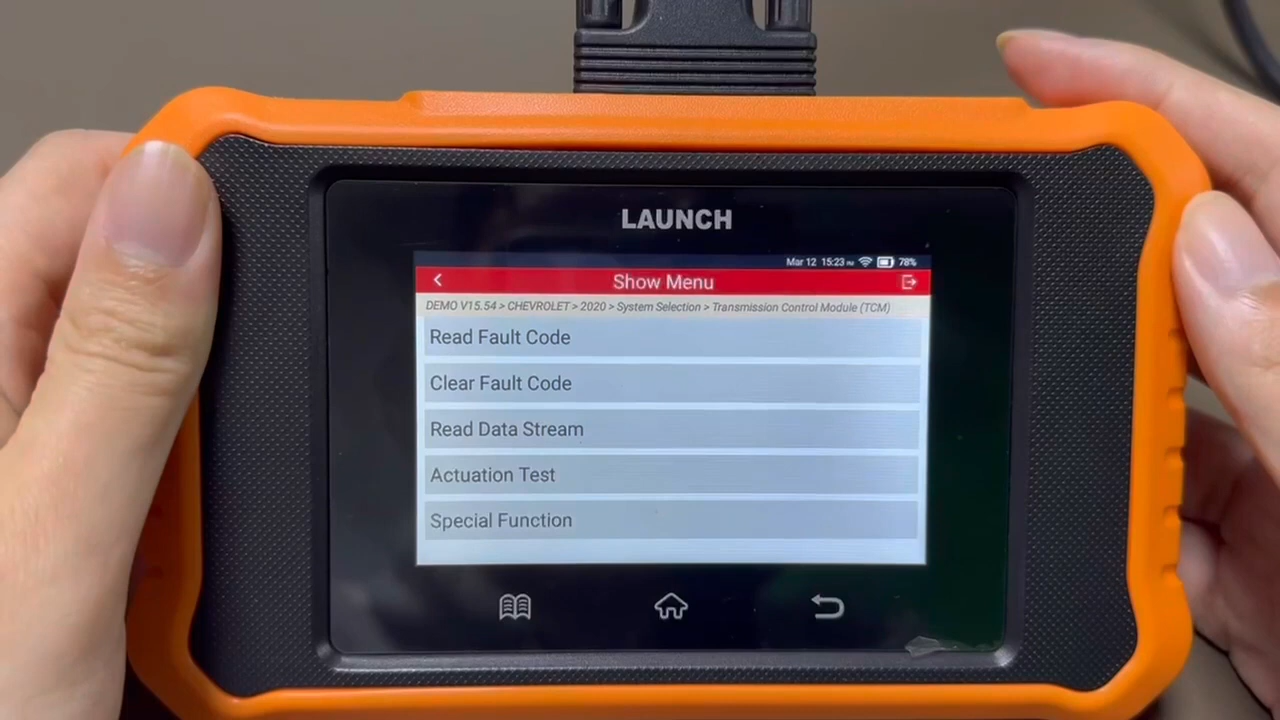 LAUNCH
Mar 12 15:23 PM 78%
Show Menu
DEMO V15.54 > CHEVROLET > 2020 > System Selection > Transmission Control Module (TCM)
Read Fault Code
Clear Fault Code
Read Data Stream
Actuation Test
Special Function